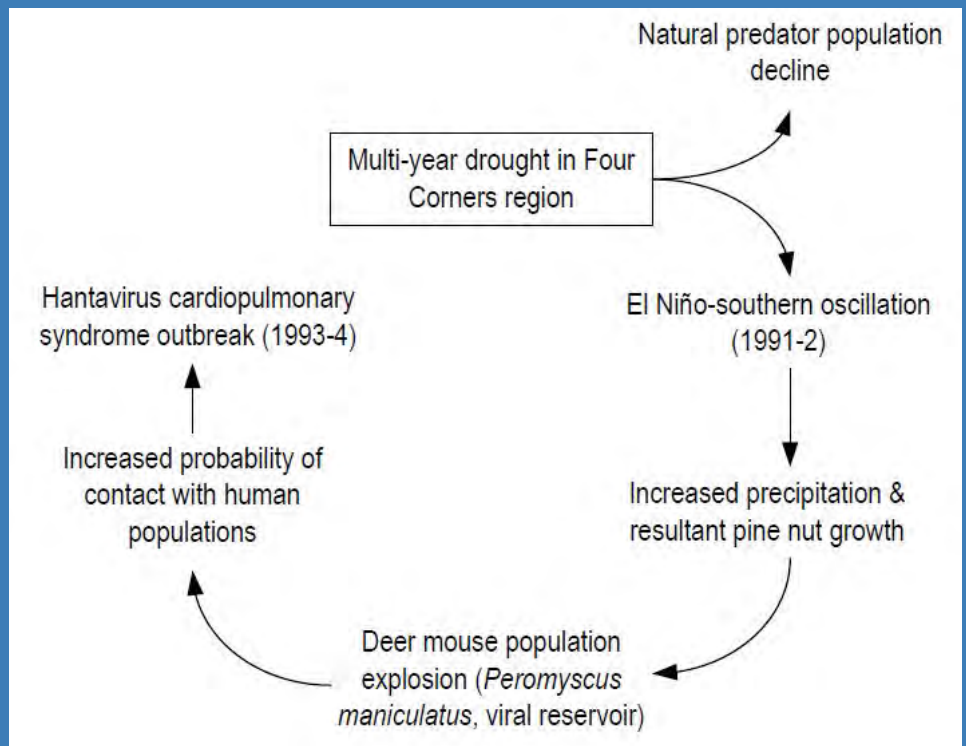 Natural predator population
decline
Multi-year drought in Four
Corners region
El Niño-southern oscillation
(1991-2)
Increased precipitation &
resultant pine nut growth
Deer mouse population
explosion (Peromyscus
maniculatus, viral reservoir)
Increased probability of
contact with human
populations
Hantavirus cardiopulmonary
syndrome outbreak (1993-4)